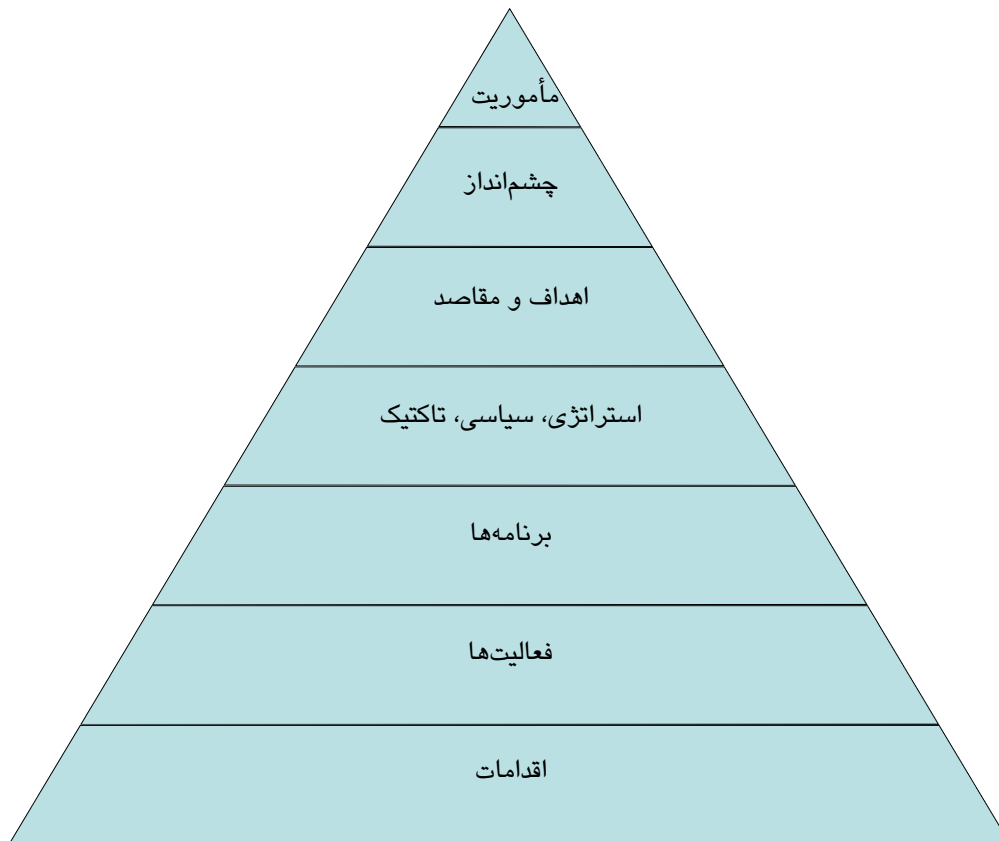 مأموریت
چشم‌انداز
اهداف و مقاصد
استراتژی، سیاسی، تاکتیک
برنامه‌ها
فعالیت‌ها
اقدامات